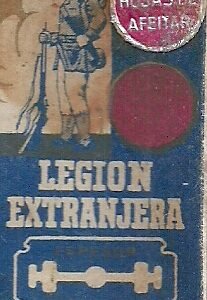 HOJAS DE
AFEITAR
LEGION
EXTRANJERA